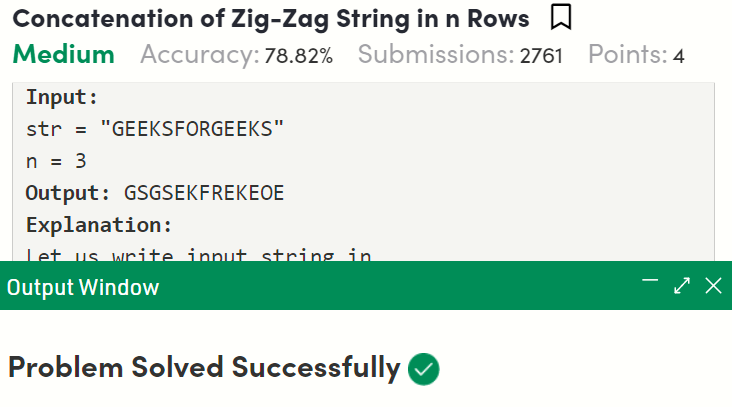 Concatenation of Zig-Zag String in n Rows
Medium Accuracy: 78.82% Submissions: 2761 Points: 4
Input:
str = "GEEKSFORGEEKS"
n = 3
Output: GSGSEKFREKEOE
Explanation:
Let us write input string in
Output Window
Problem Solved Successfully